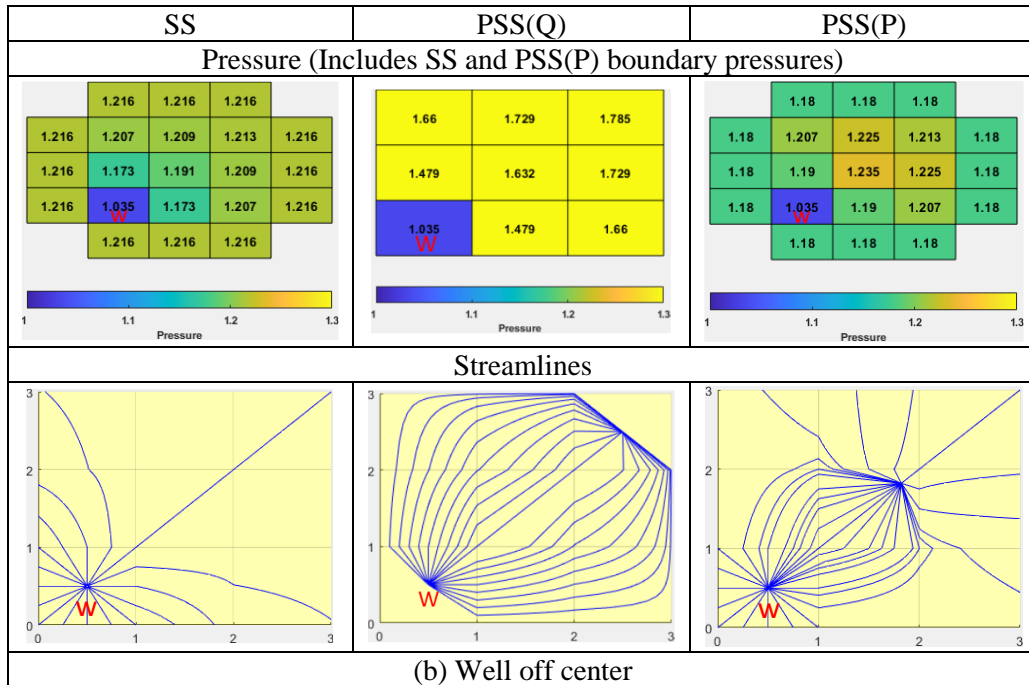 SS PSS(Q) PSS(P)
Pressure (Includes SS and PSS(P) boundary pressures)
1.216 1.216 1.216
1.216 1.207 1.209 1.213 1.216
1.216 1.173 1.191 1.209 1.216
1.216 1.035 1.173 1.207 1.216
W
1.216 1.216 1.216
1 1.1 1.2 1.3
Pressure
1.66 1.729 1.785
1.479 1.632 1.729
1.035 1.479 1.66
W
1 1.1 1.2 1.3
Pressure
1.18 1.18 1.18
1.18 1.207 1.225 1.213 1.18
1.18 1.19 1.235 1.225 1.18
1.18 1.035 1.19 1.207 1.18
W
1.18 1.18 1.18
1 1.1 1.2 1.3
Pressure
Streamlines
3
2
1
W
0
0 1 2 3
3
2
1
W
0
0 1 2 3
3
2
1
W
0
0 1 2 3
(b) Well off center